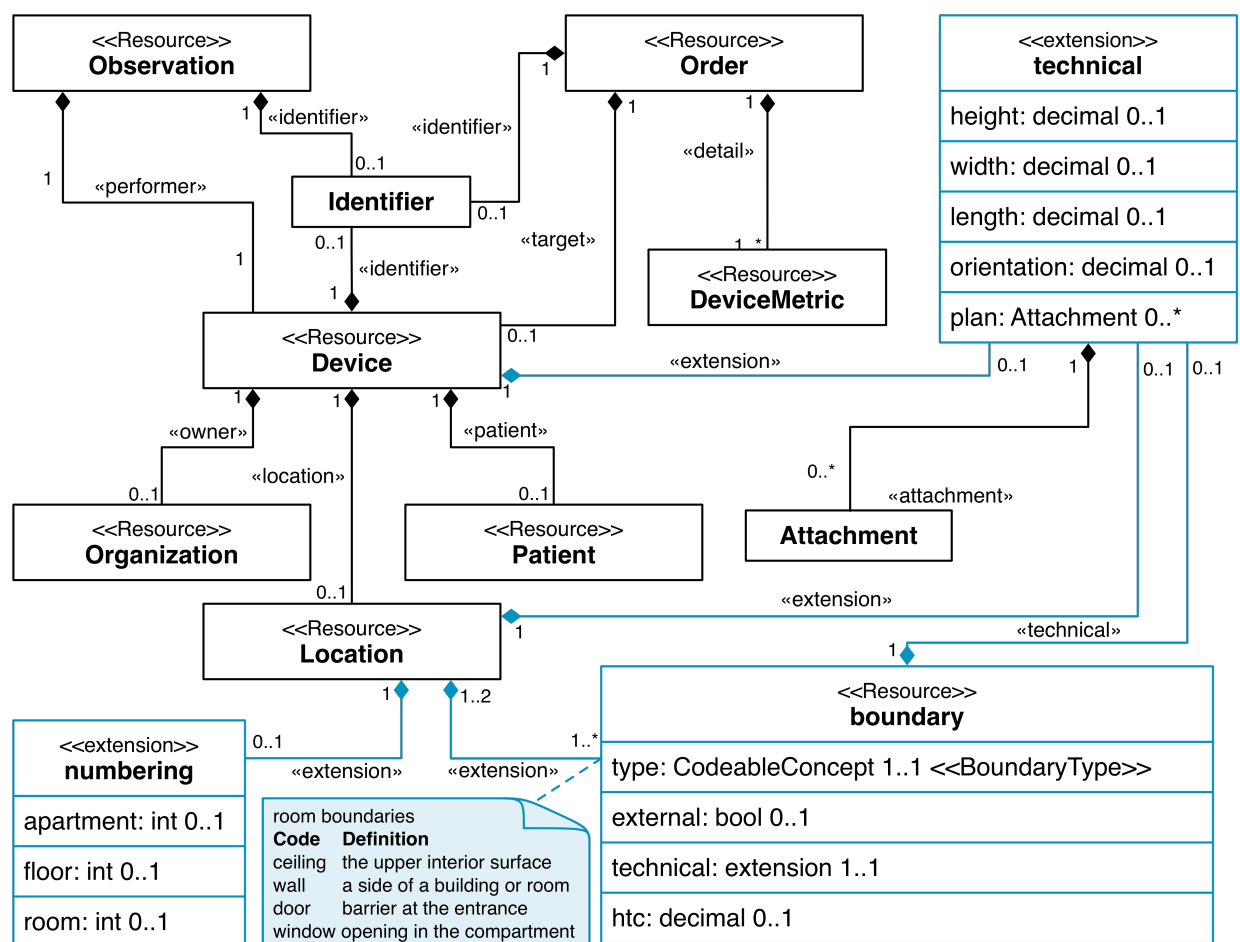 <<Resource>>
Observation
<<Resource>>
Order
<<extension>>
technical
height: decimal 0..1
width: decimal 0..1
length: decimal 0..1
orientation: decimal 0..1
plan: Attachment 0..*
1
«identifier»
1
«identifier»
1
1
«detail»
0..1
1
«performer»
Identifier
0..1
0..1
«target»
1..*
1
«identifier»
1
<<Resource>>
DeviceMetric
<<Resource>>
Device
0..1
«extension»
1
0..1
1
0..1
0..1
1
1
1
«owner»
«patient»
«location»
0..*
«attachment»
0..1
0..1
<<Resource>>
Organization
<<Resource>>
Patient
Attachment
0..1
«extension»
<<Resource>>
Location
1
«technical»
1
1
1..2
<<Resource>>
boundary
0..1
1..*
<<extension>>
numbering
«extension»
«extension»
type: CodeableConcept 1..1 <<BoundaryType>>
external: bool 0..1
technical: extension 1..1
htc: decimal 0..1
apartment: int 0..1
floor: int 0..1
room: int 0..1
room boundaries
Code Definition
ceiling the upper interior surface
wall a side of a building or room
door barrier at the entrance
window opening in the compartment